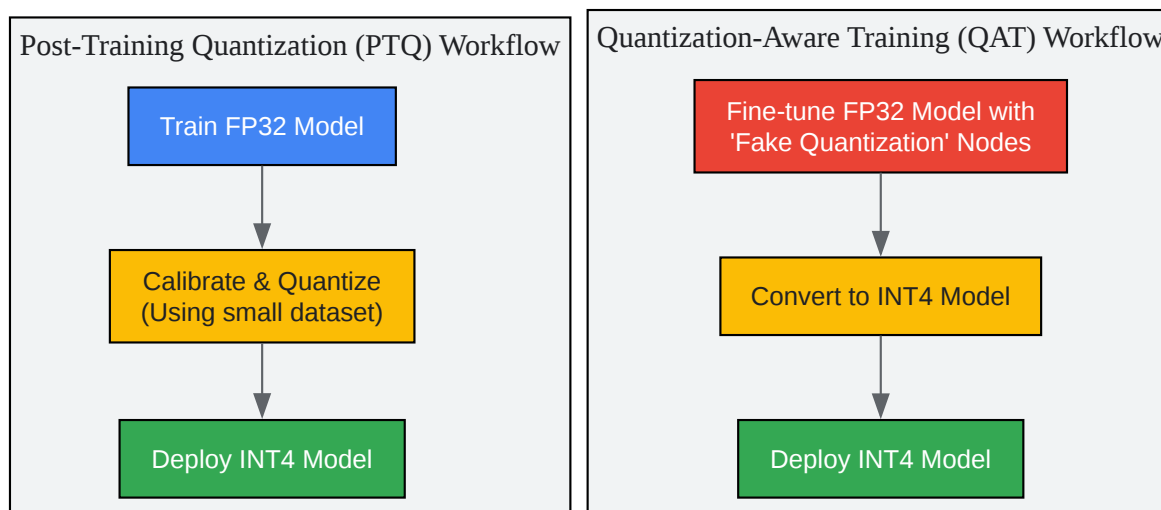 Post-Training Quantization (PTQ) Workflow
Train FP32 Model
Calibrate & Quantize
(Using small dataset)
Deploy INT4 Model
Quantization-Aware Training (QAT) Workflow
Fine-tune FP32 Model with
'Fake Quantization' Nodes
Convert to INT4 Model
Deploy INT4 Model